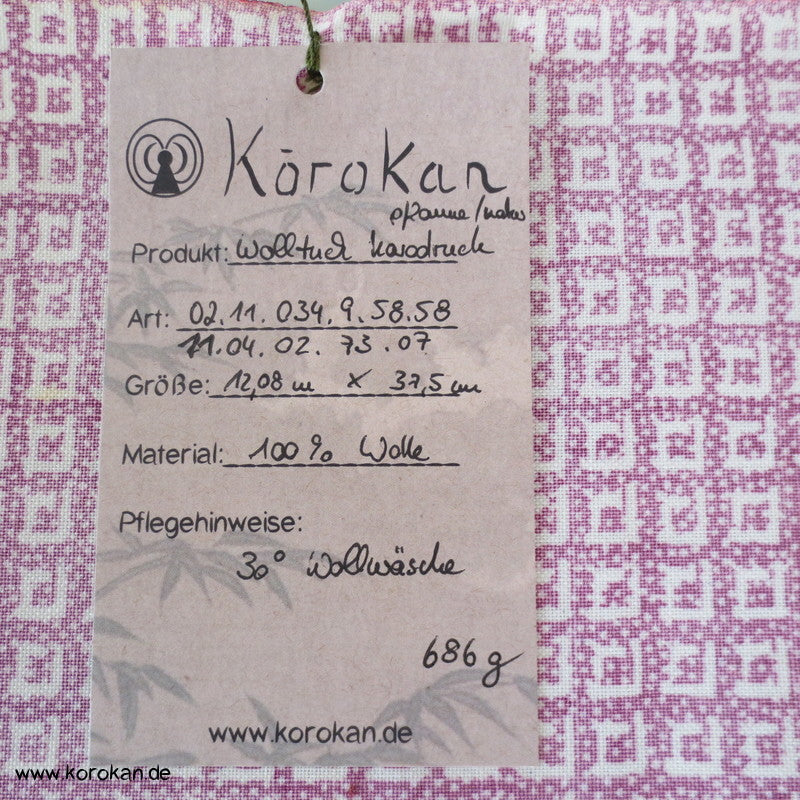 Kōrokan
pflaume/natur
Produkt: Wolltuch karodruck
Art: 02.11.034.9.58.58
11.04.02.73.07
Größe: 12,08 m x 37,5 cm
Material: 100% Wolle
Pflegehinweise:
30° Wollwäsche
686 g
www.korokan.de
www.korokan.de